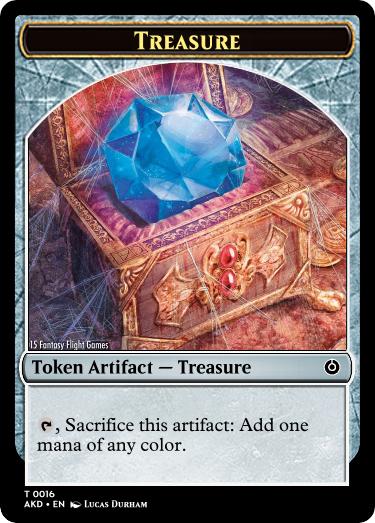 TREASURE
15 Fantasy Flight Games
Token Artifact — Treasure
, Sacrifice this artifact: Add one
mana of any color.
T 0016
AKD • EN LUCAS DURHAM